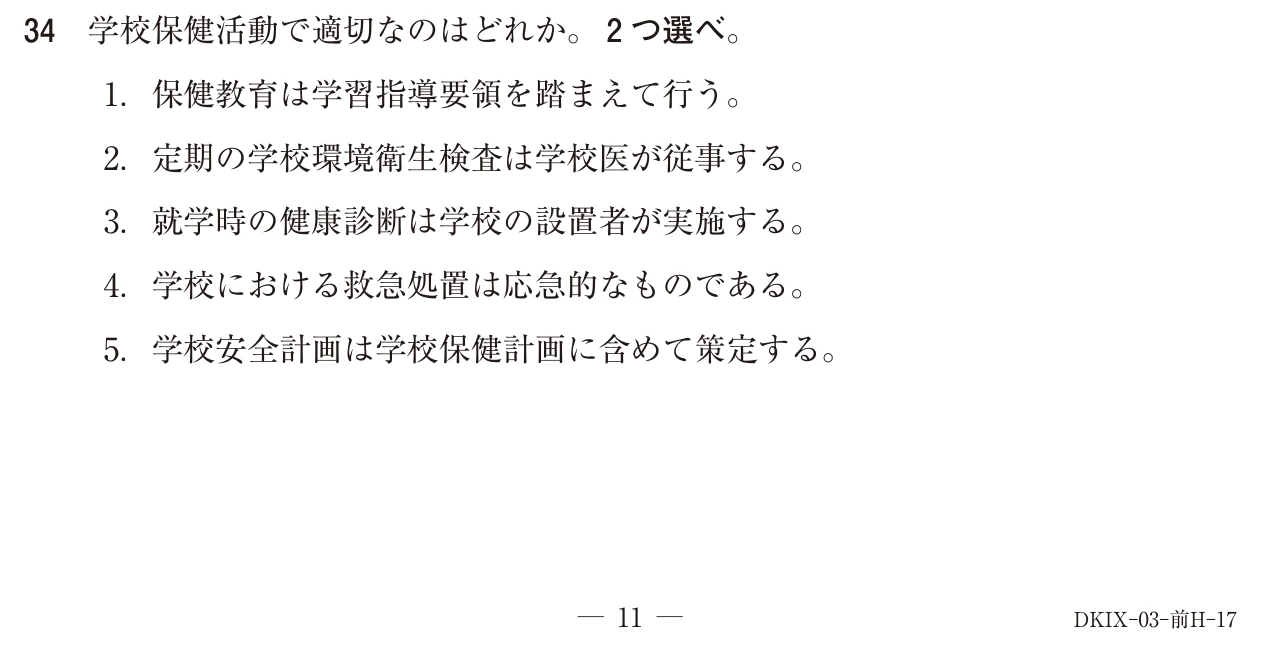 34 学校保健活動で適切なのはどれか。2つ選べ。
1. 保健教育は学習指導要領を踏まえて行う。
2. 定期の学校環境衛生検査は学校医が従事する。
3. 就学時の健康診断は学校の設置者が実施する。
4. 学校における救急処置は応急的なものである。
5. 学校安全計画は学校保健計画に含めて策定する。
— 11 —
DKIX-03-前H-17